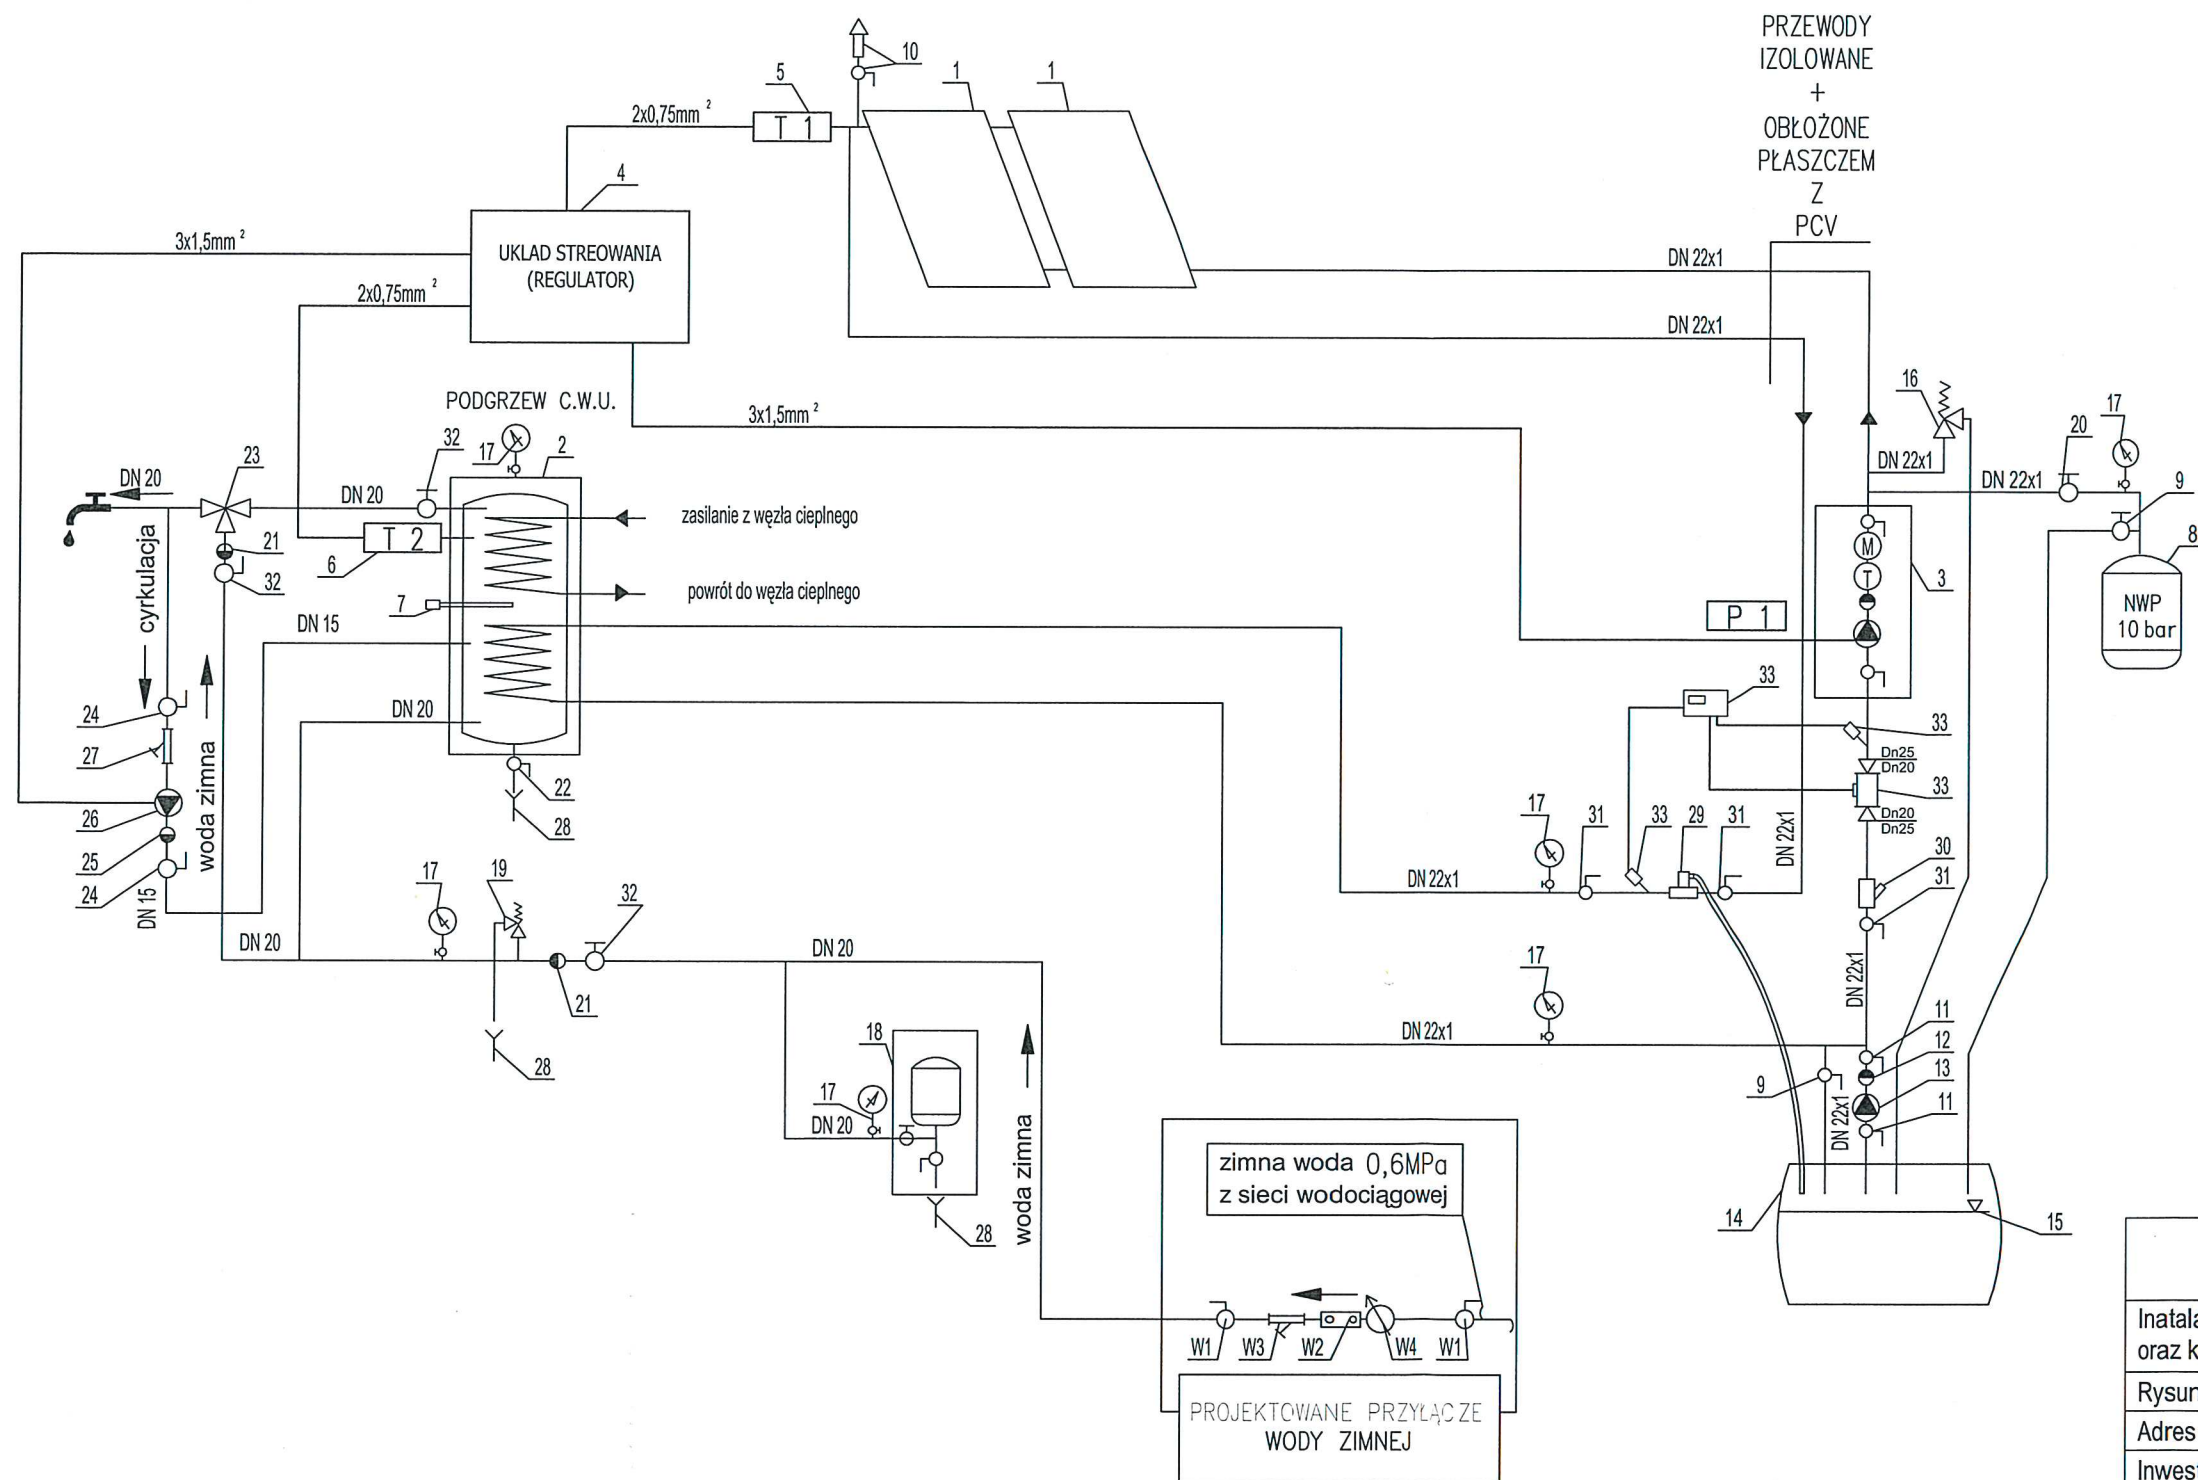 PRZEWODY
IZOLOWANE
+
OBŁOŻONE
PŁASZCZEM
Z
PCV
10
5
1
1
2x0,75mm ²
T 1
4
UKLAD STREOWANIA
(REGULATOR)
3x1,5mm ²
2x0,75mm ²
DN 22x1
DN 22x1
PODGRZEW C.W.U.
3x1,5mm ²
16
17
20
DN 22x1
DN 22x1
9
8
NWP
10 bar
23
32
17
2
DN 20
DN 20
zasilanie z węzła cieplnego
T 2
6
21
32
7
powrót do węzła cieplnego
cyrkulacja
DN 15
M
T
3
P 1
24
27
26
25
24
DN 15
woda zimna
DN 20
22
28
33
33
Dn25
Dn20
33
Dn20
Dn25
17
31
33
29
31
DN 22x1
30
31
DN 22x1
DN 22x1
17
19
32
DN 20
DN 20
21
28
17
DN 22x1
11
12
13
11
9
DN 22x1
18
17
DN 20
28
woda zimna
zimna woda 0,6MPa
z sieci wodociągowej
14
15
W1
W3
W2
W4
W1
PROJEKTOWANE PRZYŁĄCZE
WODY ZIMNEJ
Inatala
oraz k
Rysun
Adres
Inwes